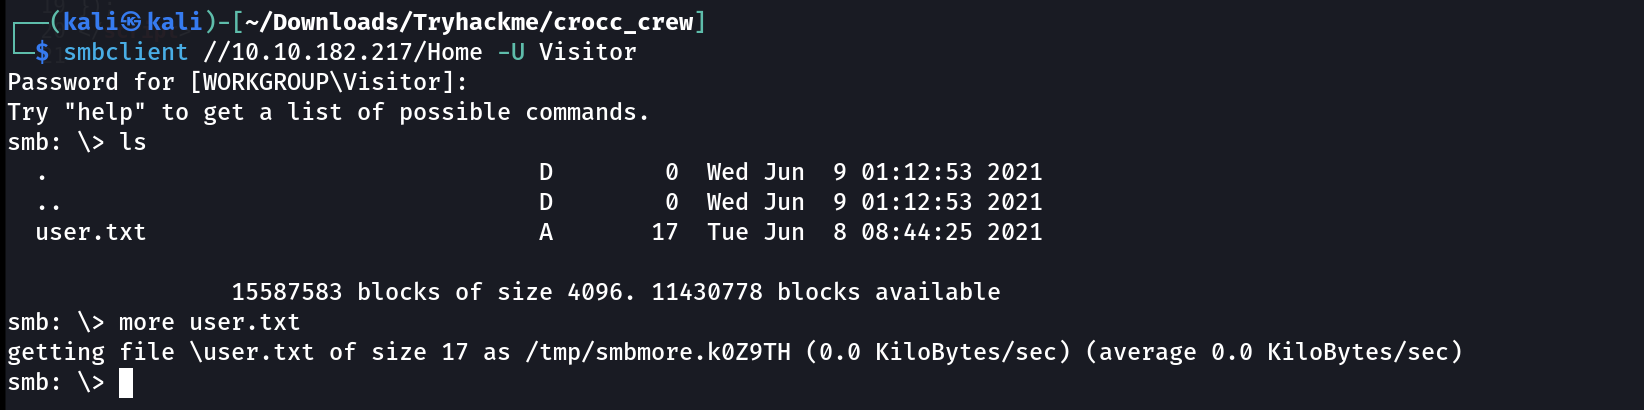 ┌──(kali㉿kali)-[~/Downloads/Tryhackme/crocc_crew]
└─$ smbclient //10.10.182.217/Home -U Visitor
Password for [WORKGROUP\Visitor]:
Try "help" to get a list of possible commands.
smb: \> ls
  .                                   D        0  Wed Jun  9 01:12:53 2021
  ..                                  D        0  Wed Jun  9 01:12:53 2021
  user.txt                            A       17  Tue Jun  8 08:44:25 2021
                15587583 blocks of size 4096. 11430778 blocks available
smb: \> more user.txt
getting file \user.txt of size 17 as /tmp/smbmore.k0Z9TH (0.0 KiloBytes/sec) (average 0.0 KiloBytes/sec)
smb: \>